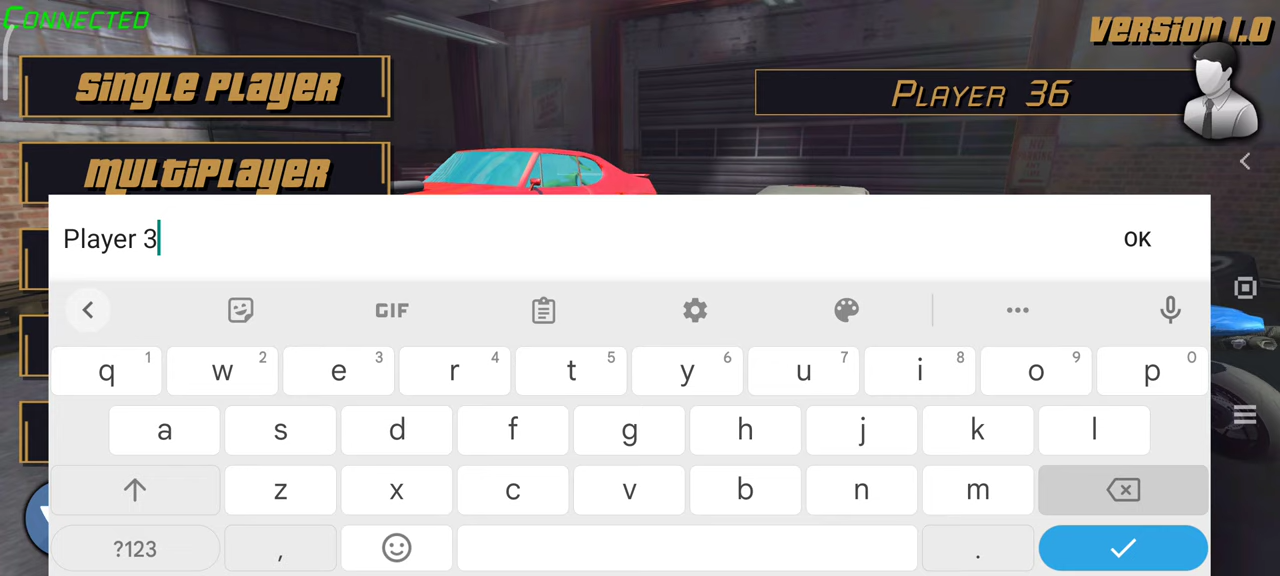 Connected
Version 1.0
Single Player
Player 36
Multiplayer
Player 3
OK
GIF
q 1 w 2 e 3 r 4 t 5 y 6 u 7 i 8 o 9 p 0
a s d f g h j k l
z x c v b n m
?123 , .